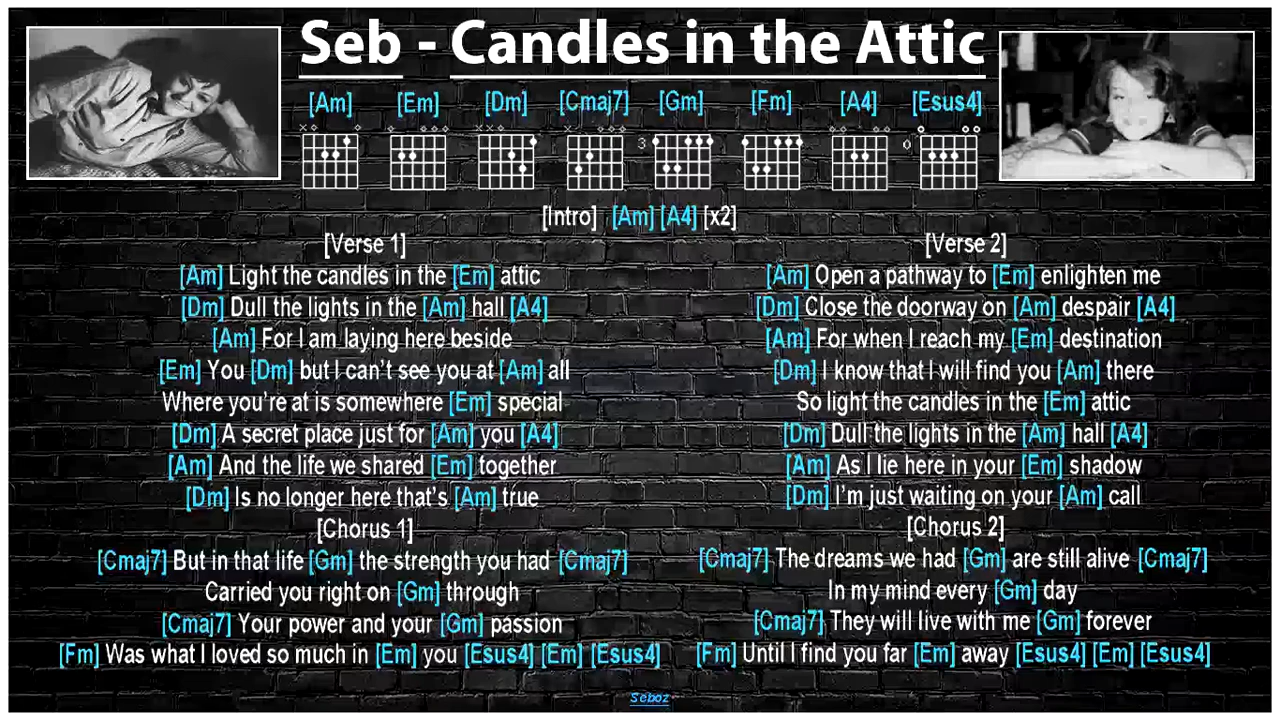 Seb - Candles in the Attic
[Am] [Em] [Dm] [Cmaj7] [Gm] [Fm] [A4] [Esus4]
3 0
[Intro] [Am] [A4] [x2]
[Verse 1]
[Am] Light the candles in the [Em] attic
[Dm] Dull the lights in the [Am] hall [A4]
[Am] For I am laying here beside
[Em] You [Dm] but I can't see you at [Am] all
Where you're at is somewhere [Em] special
[Dm] A secret place just for [Am] you [A4]
[Am] And the life we shared [Em] together
[Dm] Is no longer here that's [Am] true
[Chorus 1]
[Cmaj7] But in that life [Gm] the strength you had [Cmaj7]
Carried you right on [Gm] through
[Cmaj7] Your power and your [Gm] passion
[Fm] Was what I loved so much in [Em] you [Esus4] [Em] [Esus4]
[Verse 2]
[Am] Open a pathway to [Em] enlighten me
[Dm] Close the doorway on [Am] despair [A4]
[Am] For when I reach my [Em] destination
[Dm] I know that I will find you [Am] there
So light the candles in the [Em] attic
[Dm] Dull the lights in the [Am] hall [A4]
[Am] As I lie here in your [Em] shadow
[Dm] I'm just waiting on your [Am] call
[Chorus 2]
[Cmaj7] The dreams we had [Gm] are still alive [Cmaj7]
In my mind every [Gm] day
[Cmaj7] They will live with me [Gm] forever
[Fm] Until I find you far [Em] away [Esus4] [Em] [Esus4]
Seboz